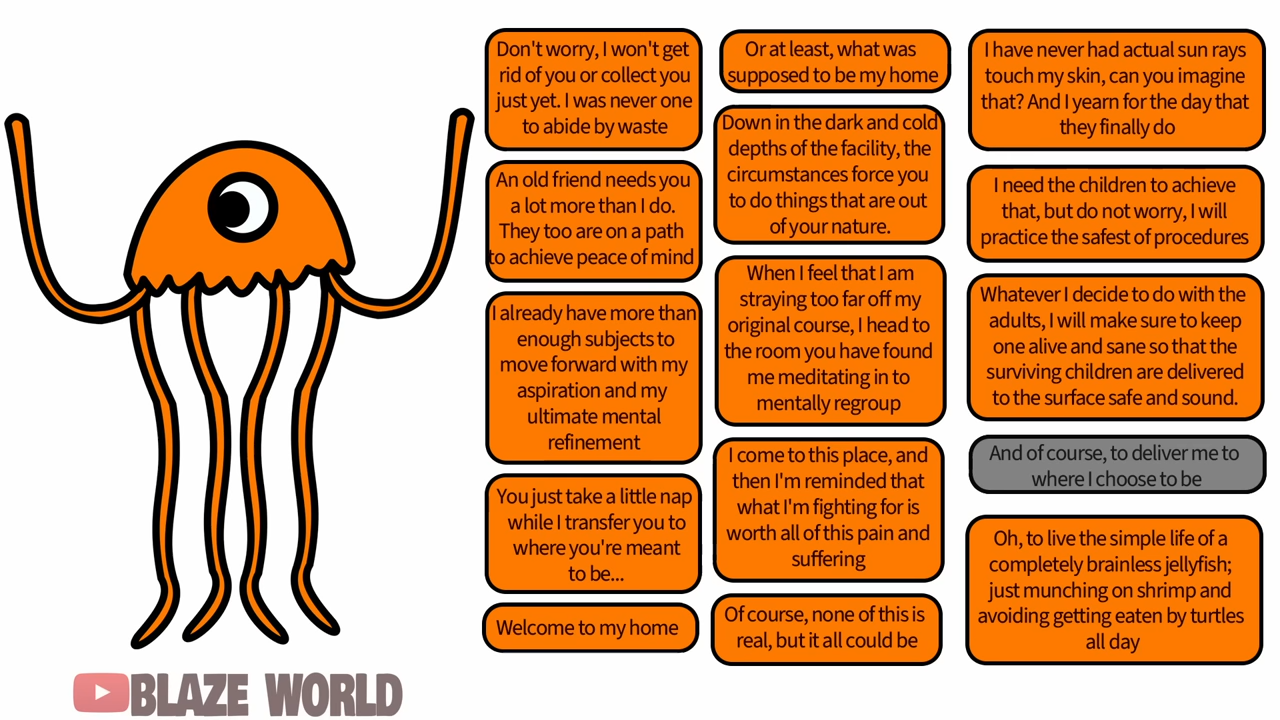 Don't worry, I won't get
rid of you or collect you
just yet. I was never one
to abide by waste
An old friend needs you
a lot more than I do.
They too are on a path
to achieve peace of mind
I already have more than
enough subjects to
move forward with my
aspiration and my
ultimate mental
refinement
You just take a little nap
while I transfer you to
where you're meant
to be...
Welcome to my home
Or at least, what was
supposed to be my home
Down in the dark and cold
depths of the facility, the
circumstances force you
to do things that are out
of your nature.
When I feel that I am
straying too far off my
original course, I head to
the room you have found
me meditating in to
mentally regroup
I come to this place, and
then I'm reminded that
what I'm fighting for is
worth all of this pain and
suffering
Of course, none of this is
real, but it all could be
I have never had actual sun rays
touch my skin, can you imagine
that? And I yearn for the day that
they finally do
I need the children to achieve
that, but do not worry, I will
practice the safest of procedures
Whatever I decide to do with the
adults, I will make sure to keep
one alive and sane so that the
surviving children are delivered
to the surface safe and sound.
And of course, to deliver me to
where I choose to be
Oh, to live the simple life of a
completely brainless jellyfish;
just munching on shrimp and
avoiding getting eaten by turtles
all day
BLAZE WORLD